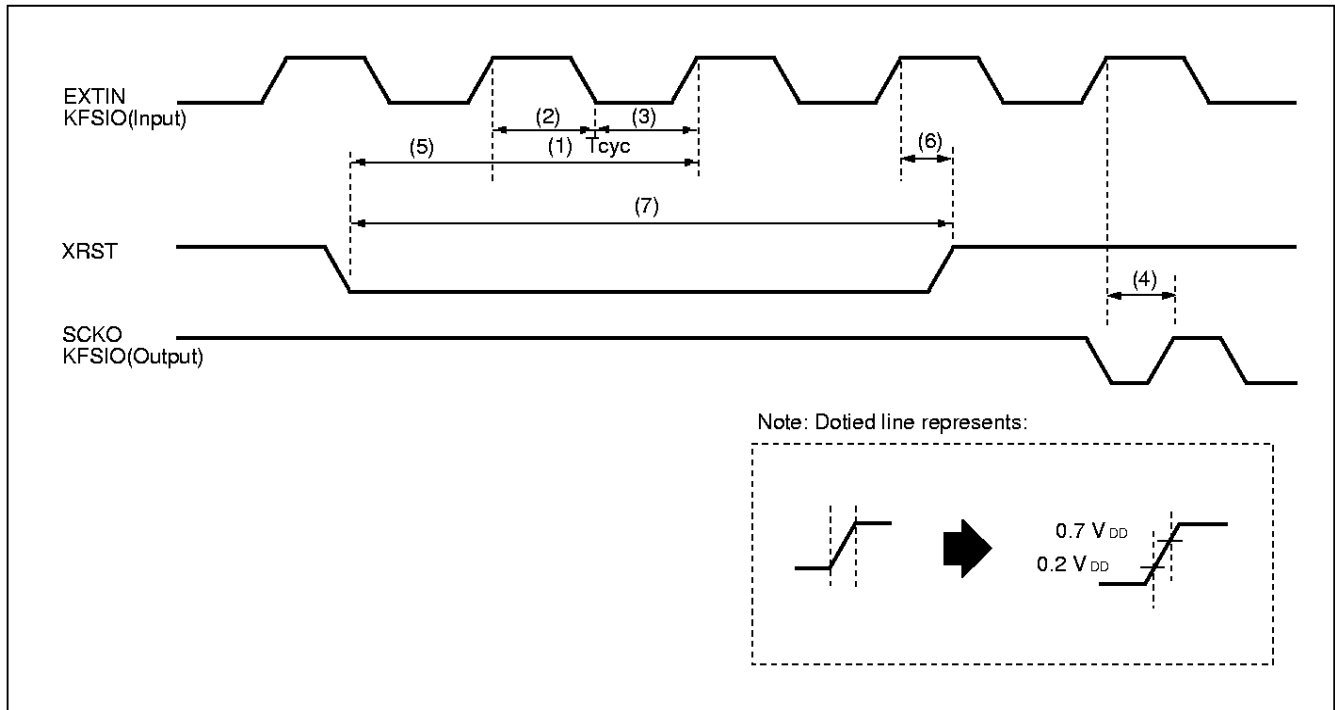 EXTIN
KFSIO(Input)
(2)
(3)
(5)
(1) Tcyc
(6)
(7)
XRST
(4)
SCKO
KFSIO(Output)
Note: Dotied line represents:
0.7 VDD
0.2 VDD